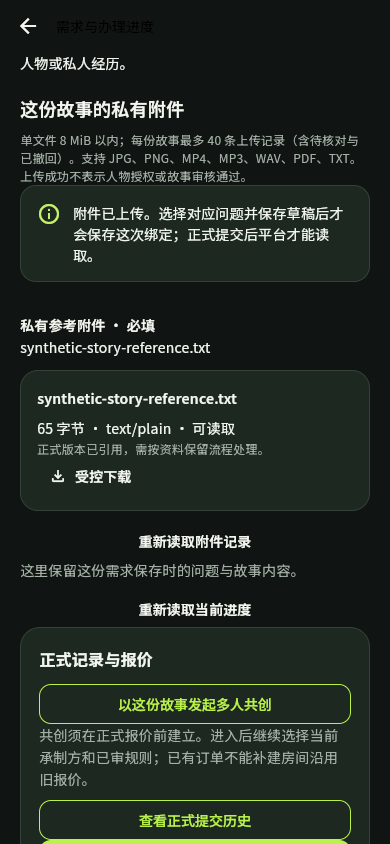 需求与办理进度
人物或私人经历。
这份故事的私有附件
单文件 8 MiB 以内；每份故事最多 40 条上传记录（含待核对与
已撤回）。支持 JPG、PNG、MP4、MP3、WAV、PDF、TXT。
上传成功不表示人物授权或故事审核通过。
附件已上传。选择对应问题并保存草稿后才
会保存这次绑定；正式提交后平台才能读
取。
私有参考附件 · 必填
synthetic-story-reference.txt
synthetic-story-reference.txt
65 字节 · text/plain · 可读取
正式版本已引用，需按资料保留流程处理。
受控下载
重新读取附件记录
这里保留这份需求保存时的问题与故事内容。
重新读取当前进度
正式记录与报价
以这份故事发起多人共创
共创须在正式报价前建立。进入后继续选择当前
承制方和已审规则；已有订单不能补建房间沿用
旧报价。
查看正式提交历史